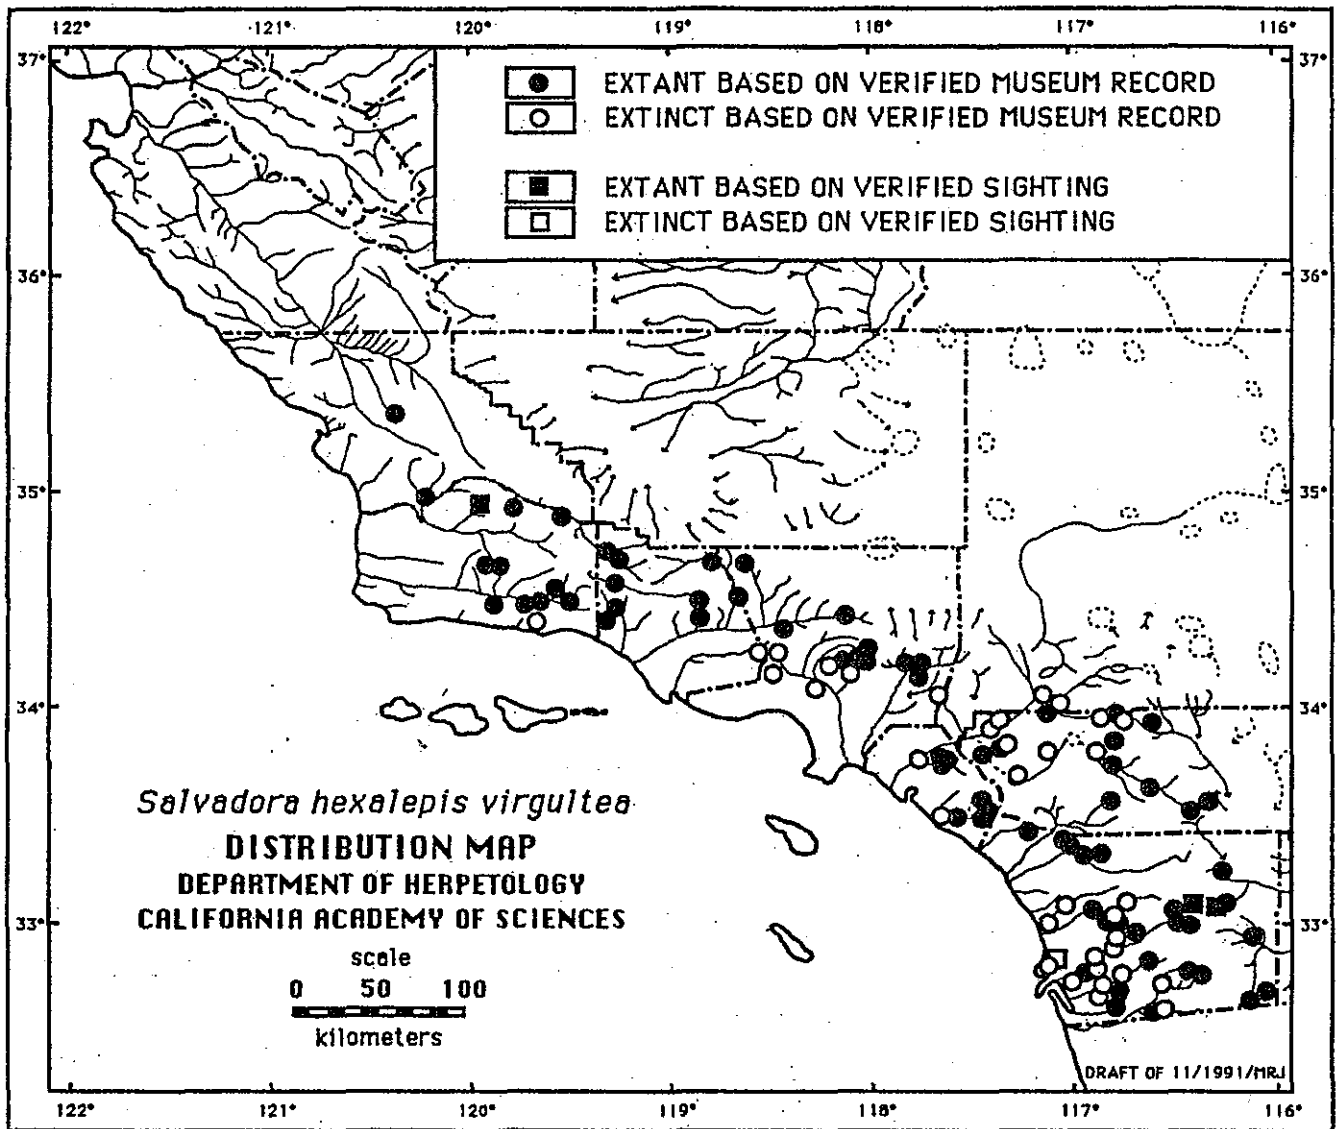 122° 121° 120° 119° 118° 117° 116°
37° 37°
EXTANT BASED ON VERIFIED MUSEUM RECORD
EXTINCT BASED ON VERIFIED MUSEUM RECORD
EXTANT BASED ON VERIFIED SIGHTING
EXTINCT BASED ON VERIFIED SIGHTING
36° 36°
35° 35°
34° 34°
Salvadora hexalepis virgultea
DISTRIBUTION MAP
DEPARTMENT OF HERPETOLOGY
CALIFORNIA ACADEMY OF SCIENCES
33° 33°
scale
0 50 100
kilometers
DRAFT OF 11/1991/MRJ
122° 121° 120° 119° 118° 117° 116°